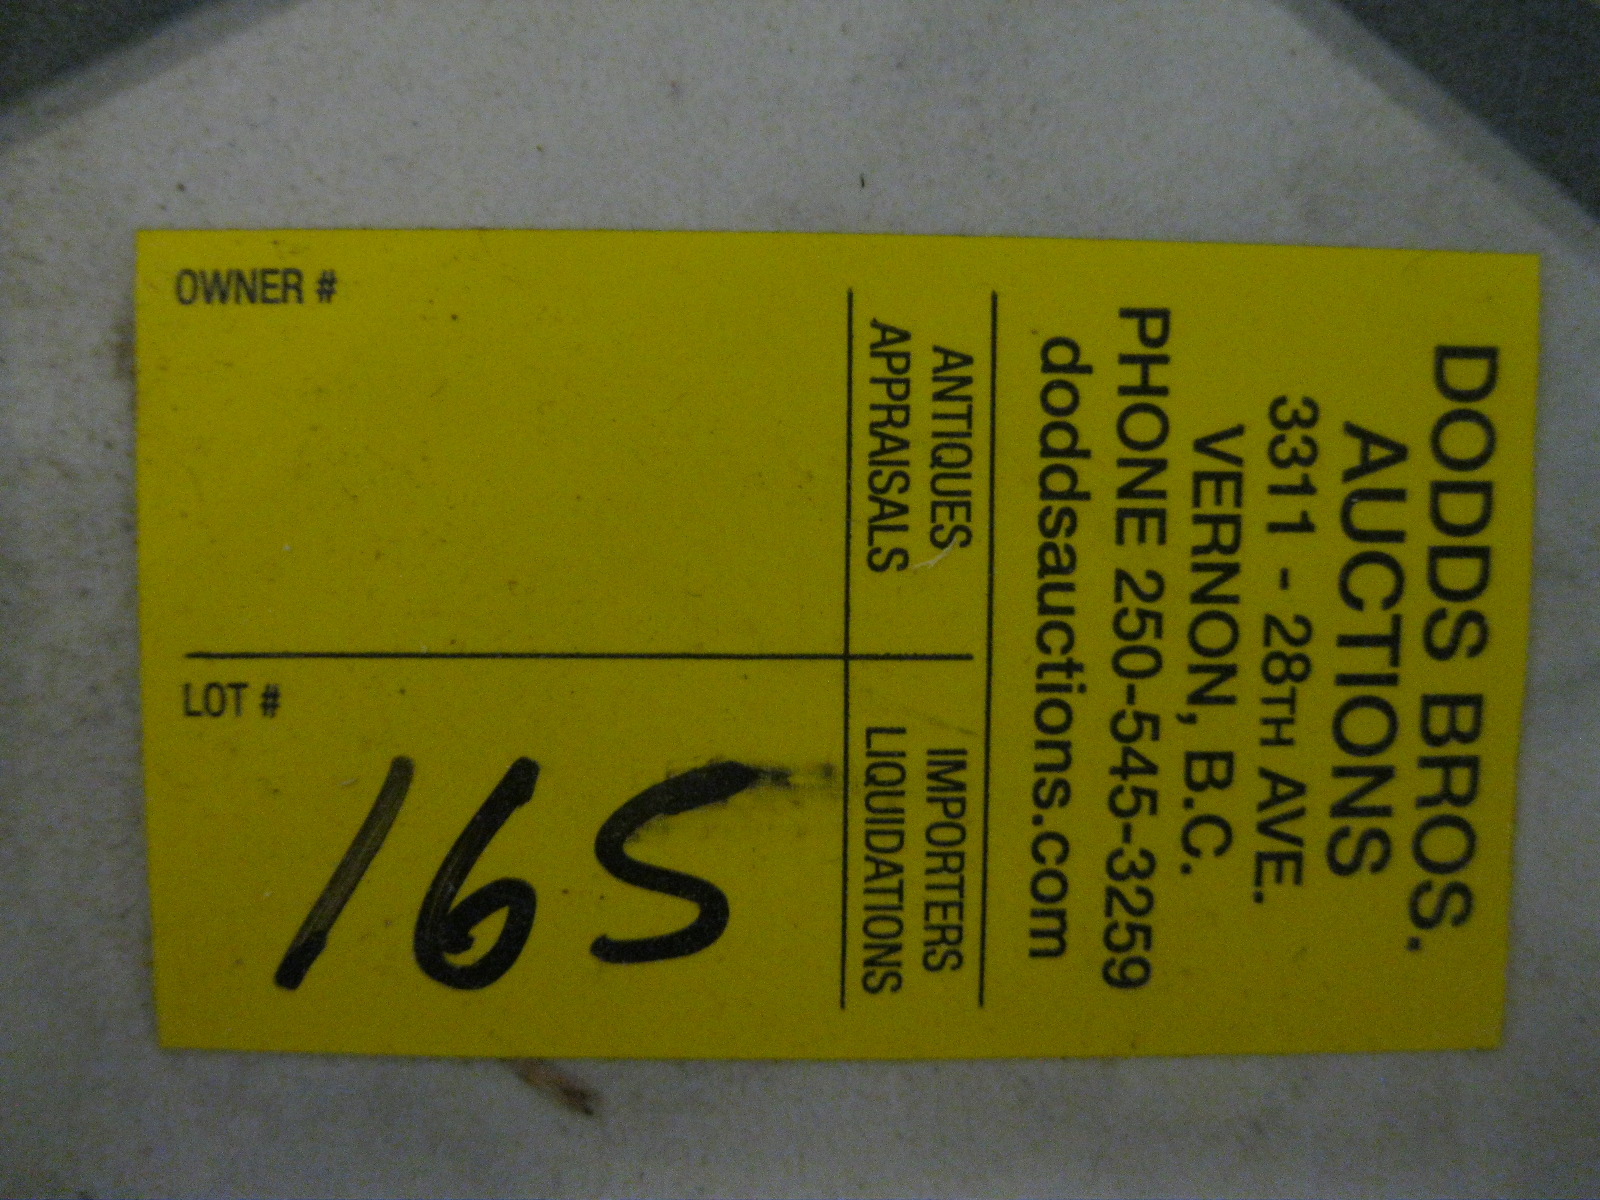 DODDS BROS.
AUCTIONS
3311 - 28TH AVE.
VERNON, B.C.
PHONE 250-545-3259
doddsauctions.com
ANTIQUES IMPORTERS
APPRAISALS LIQUIDATIONS
OWNER #
LOT #
165